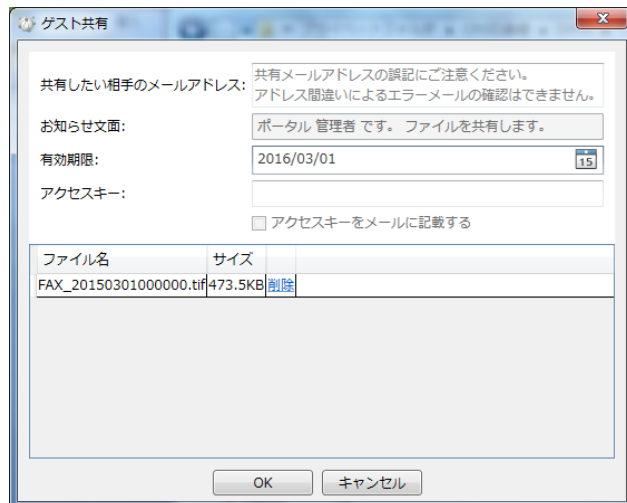 ゲスト共有
共有したい相手のメールアドレス:
共有メールアドレスの誤記にご注意ください。
アドレス間違いによるエラーメールの確認はできません。
お知らせ文面:
ポータル 管理者 です。 ファイルを共有します。
有効期限:
2016/03/01
15
アクセスキー:
アクセスキーをメールに記載する
ファイル名 サイズ
FAX_20150301000000.tif 473.5KB 削除
OK キャンセル